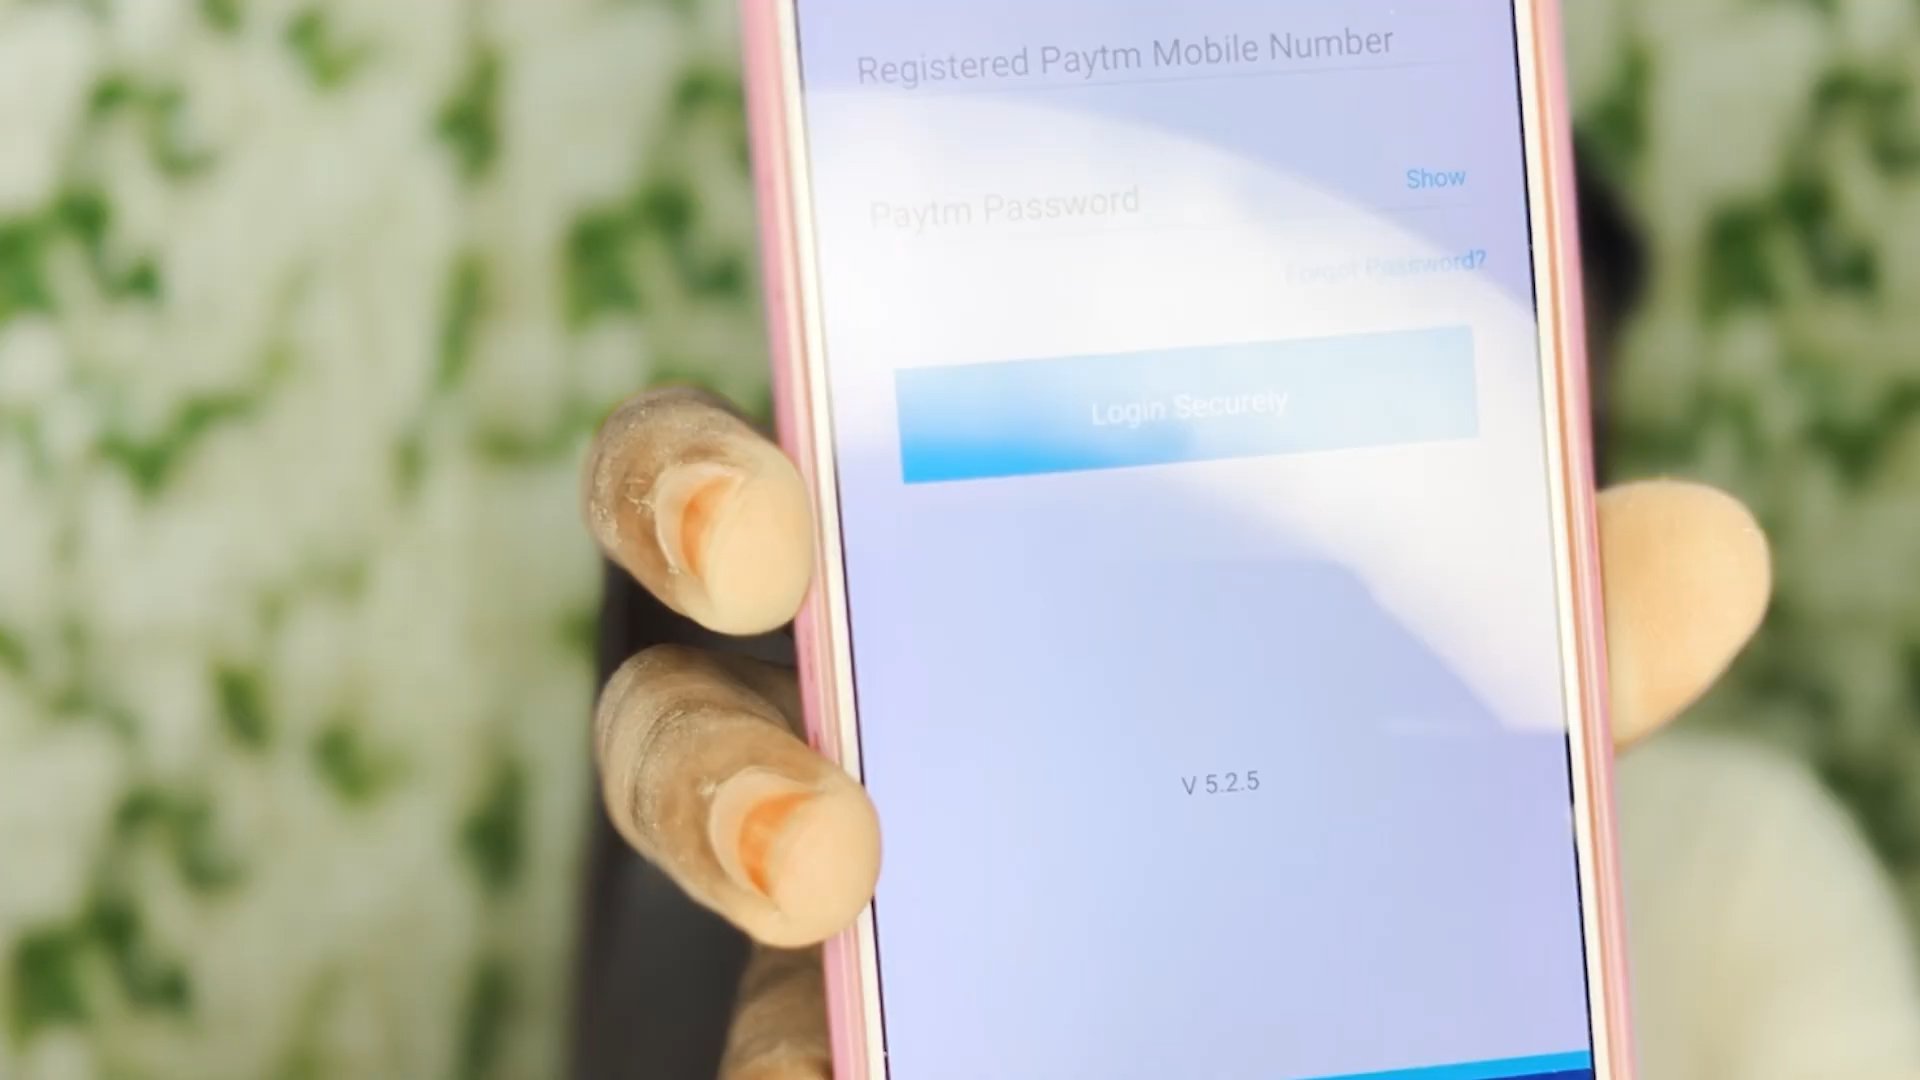 Registered Paytm Mobile Number
Paytm Password
Show
Forgot Password?
Login Securely
V 5.2.5